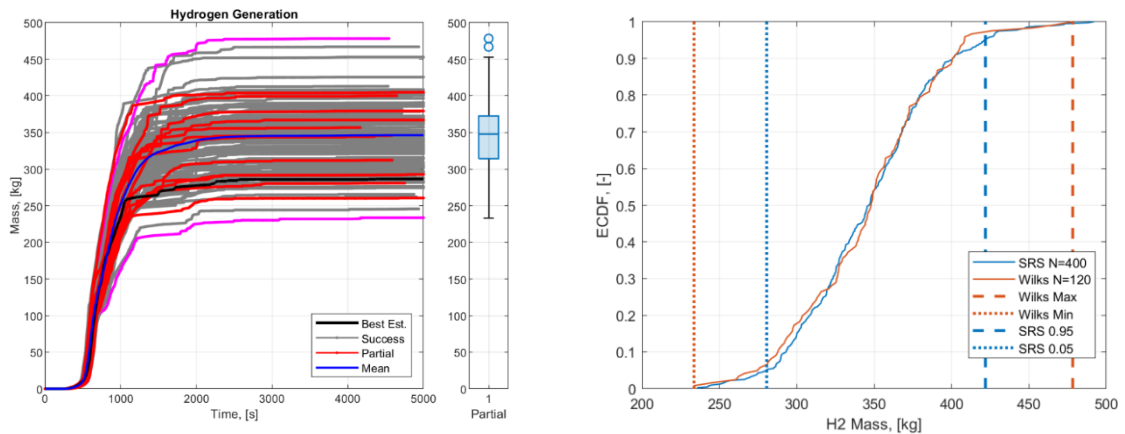 Hydrogen Generation
Mass, [kg]
500
450
400
350
300
250
200
150
100
50
0
0 1000 2000 3000 4000 5000
Time, [s]
Best Est.
Success
Partial
Mean
500
450
400
350
300
250
200
150
100
50
0
1
Partial
ECDF, [-]
1
0.9
0.8
0.7
0.6
0.5
0.4
0.3
0.2
0.1
0
200 250 300 350 400 450 500
H2 Mass, [kg]
SRS N=400
Wilks N=120
Wilks Max
Wilks Min
SRS 0.95
SRS 0.05